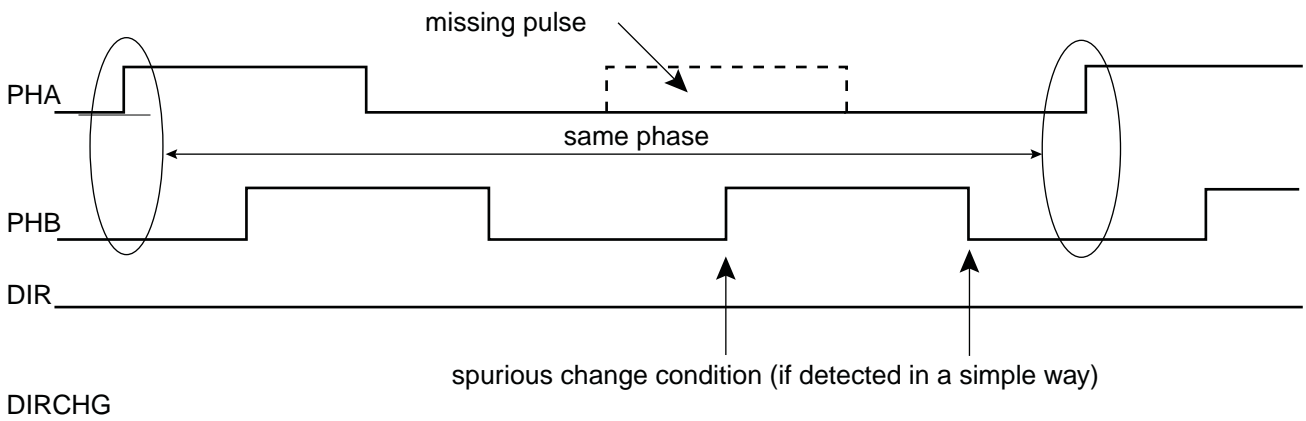 missing pulse
PHA
same phase
PHB
DIR
spurious change condition (if detected in a simple way)
DIRCHG